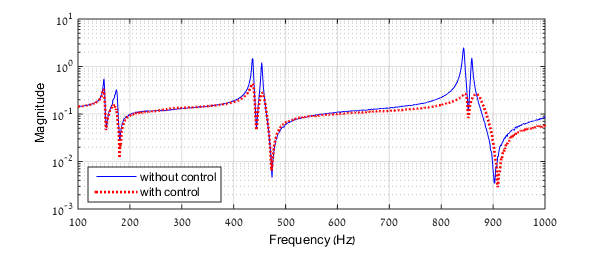 10^1
10^0
10^-1
10^-2
10^-3
Magnitude
without control
with control
100 200 300 400 500 600 700 800 900 1000
Frequency (Hz)